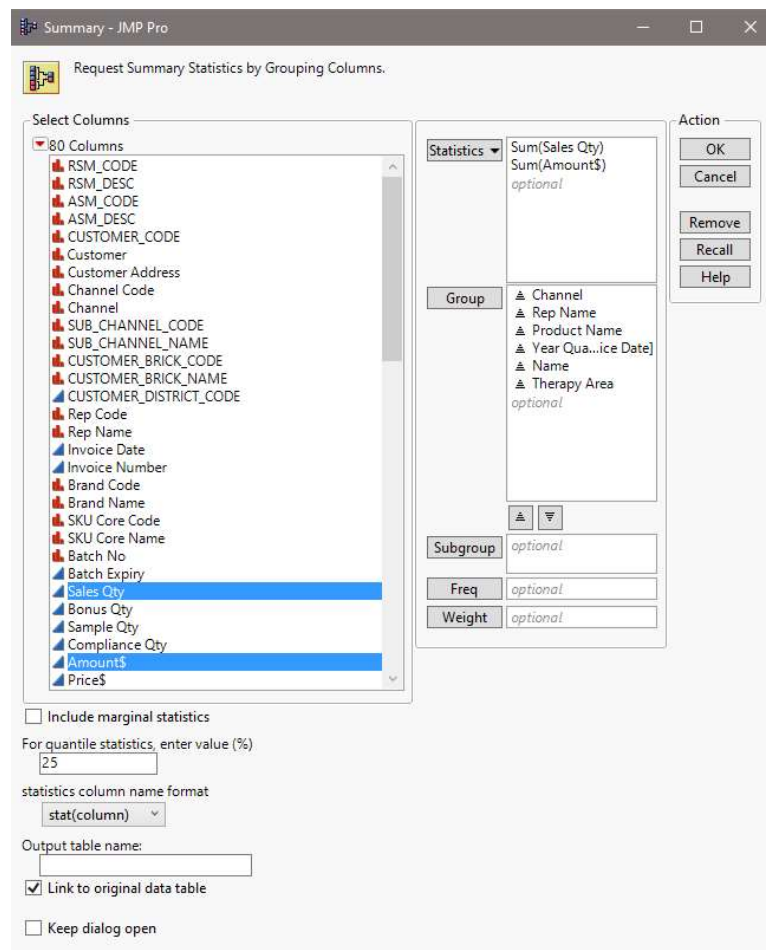 Summary - JMP Pro
Request Summary Statistics by Grouping Columns.
Select Columns
80 Columns
RSM_CODE
RSM_DESC
ASM_CODE
ASM_DESC
CUSTOMER_CODE
Customer
Customer Address
Channel Code
Channel
SUB_CHANNEL_CODE
SUB_CHANNEL_NAME
CUSTOMER_BRICK_CODE
CUSTOMER_BRICK_NAME
CUSTOMER_DISTRICT_CODE
Rep Code
Rep Name
Invoice Date
Invoice Number
Brand Code
Brand Name
SKU Core Code
SKU Core Name
Batch No
Batch Expiry
Sales Qty
Bonus Qty
Sample Qty
Compliance Qty
Amount$
Price$
Statistics
Sum(Sales Qty)
Sum(Amount$)
optional
Group
Channel
Rep Name
Product Name
Year Qua...ice Date]
Name
Therapy Area
optional
Subgroup
optional
Freq
optional
Weight
optional
Action
OK
Cancel
Remove
Recall
Help
Include marginal statistics
For quantile statistics, enter value (%)
25
statistics column name format
stat(column)
Output table name:
Link to original data table
Keep dialog open